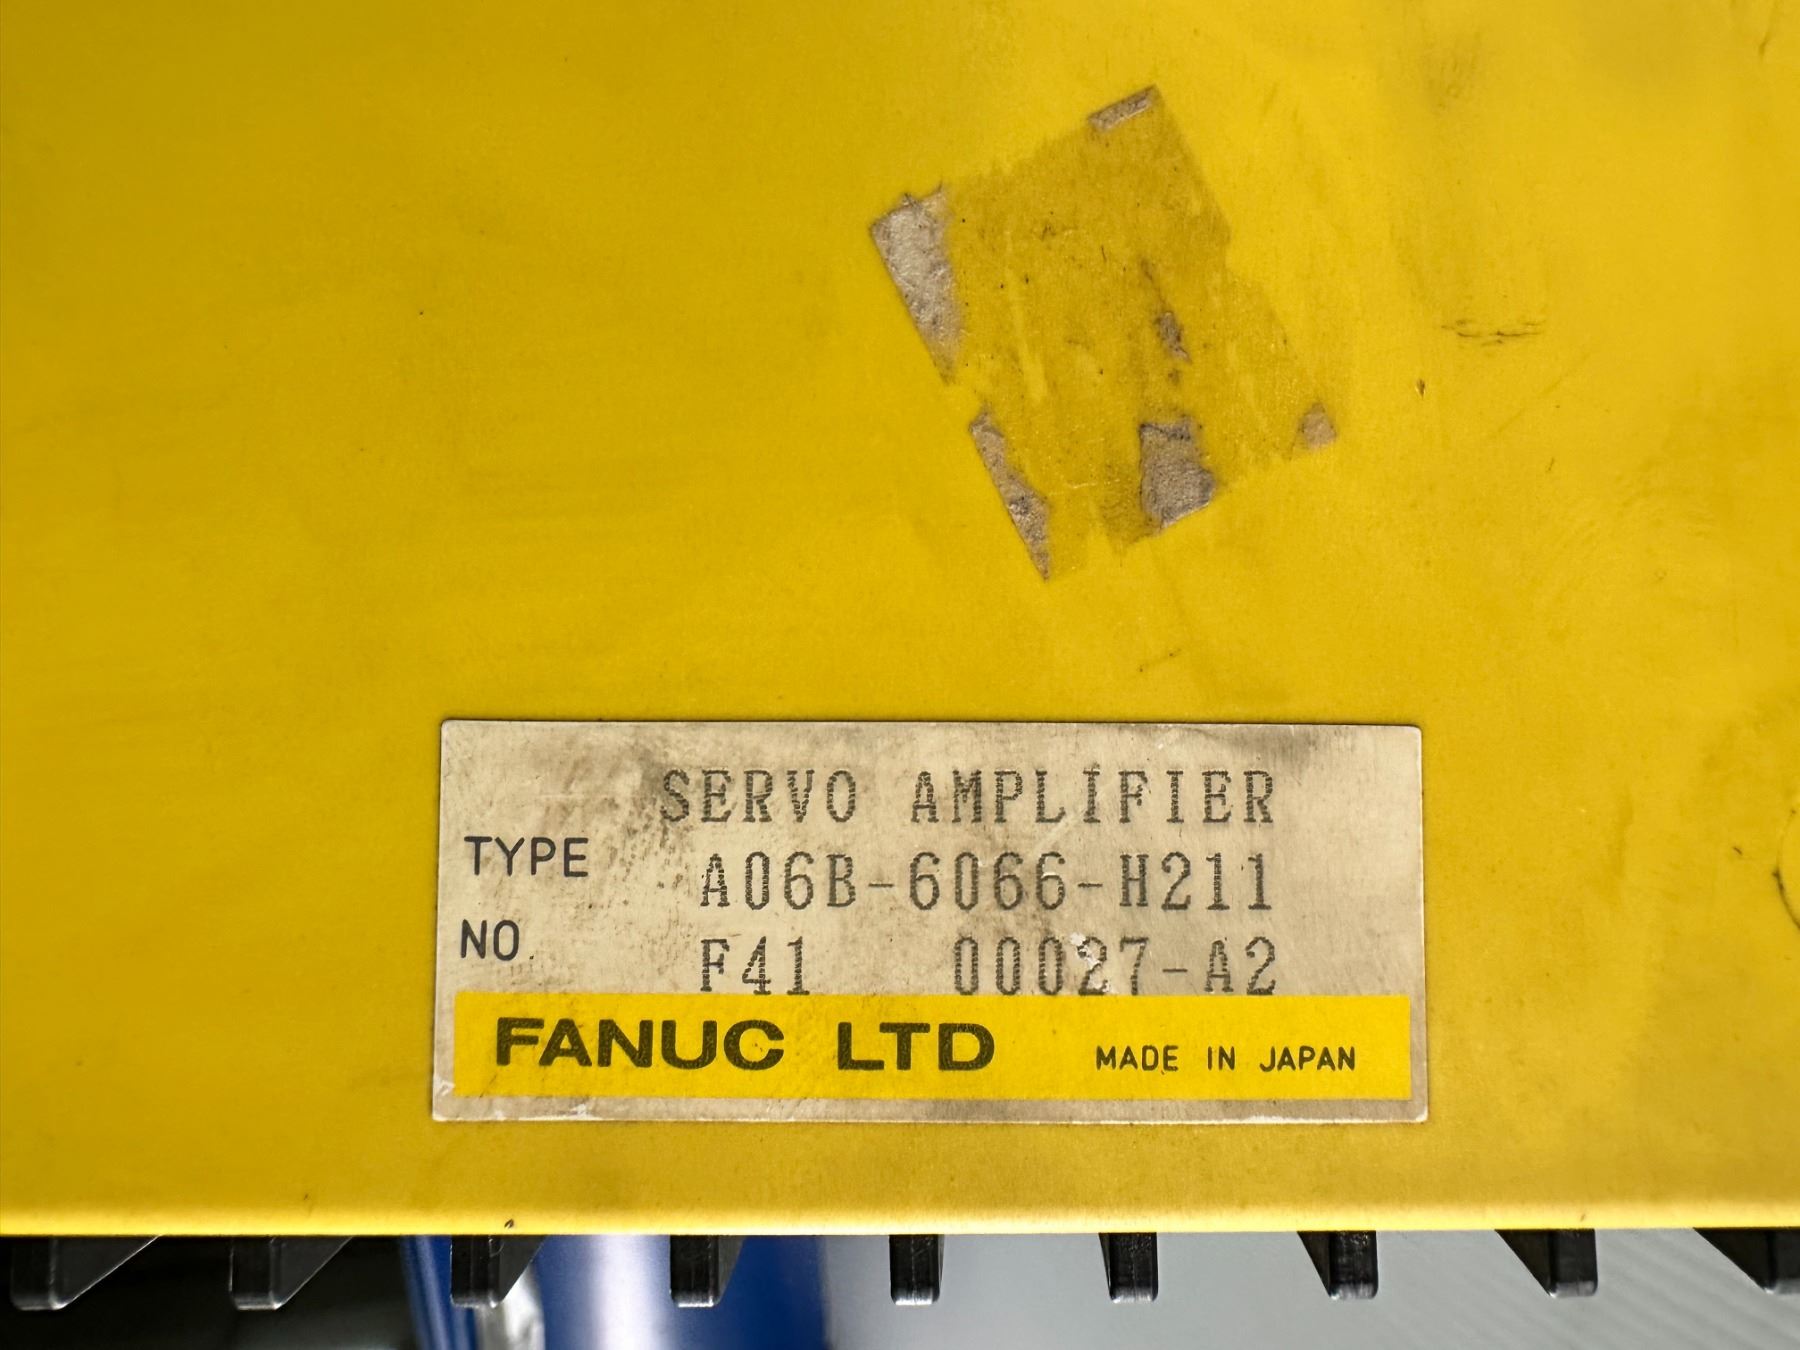 SERVO AMPLIFIER
TYPE A06B-6066-H211
NO. F41 00027-A2
FANUC LTD MADE IN JAPAN